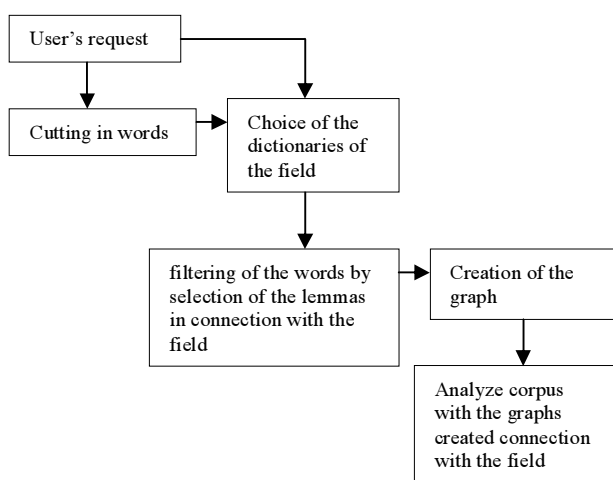 User’s request
Cutting in words
Choice of the
dictionaries of
the field
filtering of the words by
selection of the lemmas
in connection with the
field
Creation of the
graph
Analyze corpus
with the graphs
created connection
with the field